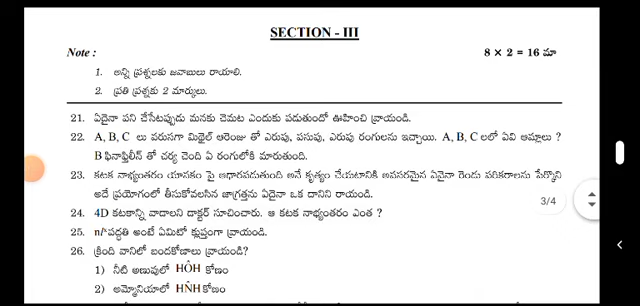 SECTION - III
Note : 8 × 2 = 16 మా
1. అన్ని ప్రశ్నలకు జవాబులు రాయాలి.
2. ప్రతి ప్రశ్నకు 2 మార్కులు.
21. ఏదైనా పని చేసేటప్పుడు మనకు చెమట ఎందుకు పడుతుందో ఊహించి వ్రాయండి.
22. A, B, C లు వరుసగా మిథైల్ ఆరెంజు తో ఎరుపు, పసుపు, ఎరుపు రంగులను ఇచ్చాయి. A, B, C లలో ఏవి ఆమ్లాలు ?
B ఫినాఫ్తలీన్ తో చర్య చెంది ఏ రంగులోకి మారుతుంది.
23. కటక నాభ్యంతరం యానకం పై ఆధారపడుతుంది అనే కృత్యం చేయటానికి అవసరమైన ఏవైనా రెండు పరికరాలను పేర్కొని
అదే ప్రయోగంలో తీసుకోవలసిన జాగ్రత్తను ఏదైనా ఒక దానిని రాయండి. 3/4
24. 4D కటకాన్ని వాడాలని డాక్టర్ సూచించారు. ఆ కటక నాభ్యంతరం ఎంత ?
25. పద్ధతి అంటే ఏమిటో క్లుప్తంగా వ్రాయండి.
26. క్రింది వానిలో బంధకోణాలు వ్రాయండి?
1) నీటి అణువులో HÔH కోణం
2) అమ్మోనియాలో HN̂H కోణం